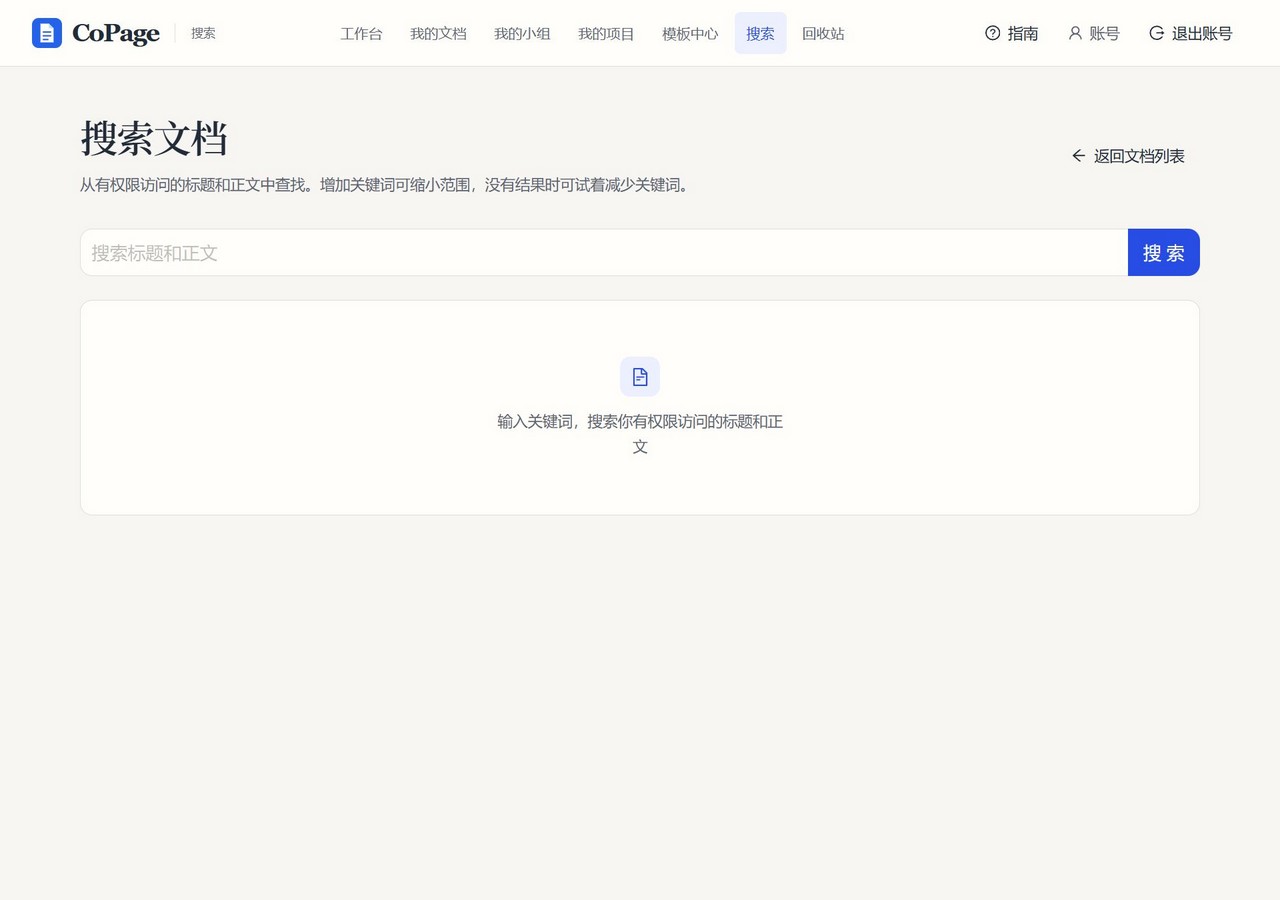 CoPage 搜索 工作台 我的文档 我的小组 我的项目 模板中心 搜索 回收站 指南 账号 退出账号
搜索文档
返回文档列表
从有权限访问的标题和正文中查找。增加关键词可缩小范围，没有结果时可试着减少关键词。
搜索标题和正文 搜 索
输入关键词，搜索你有权限访问的标题和正
文